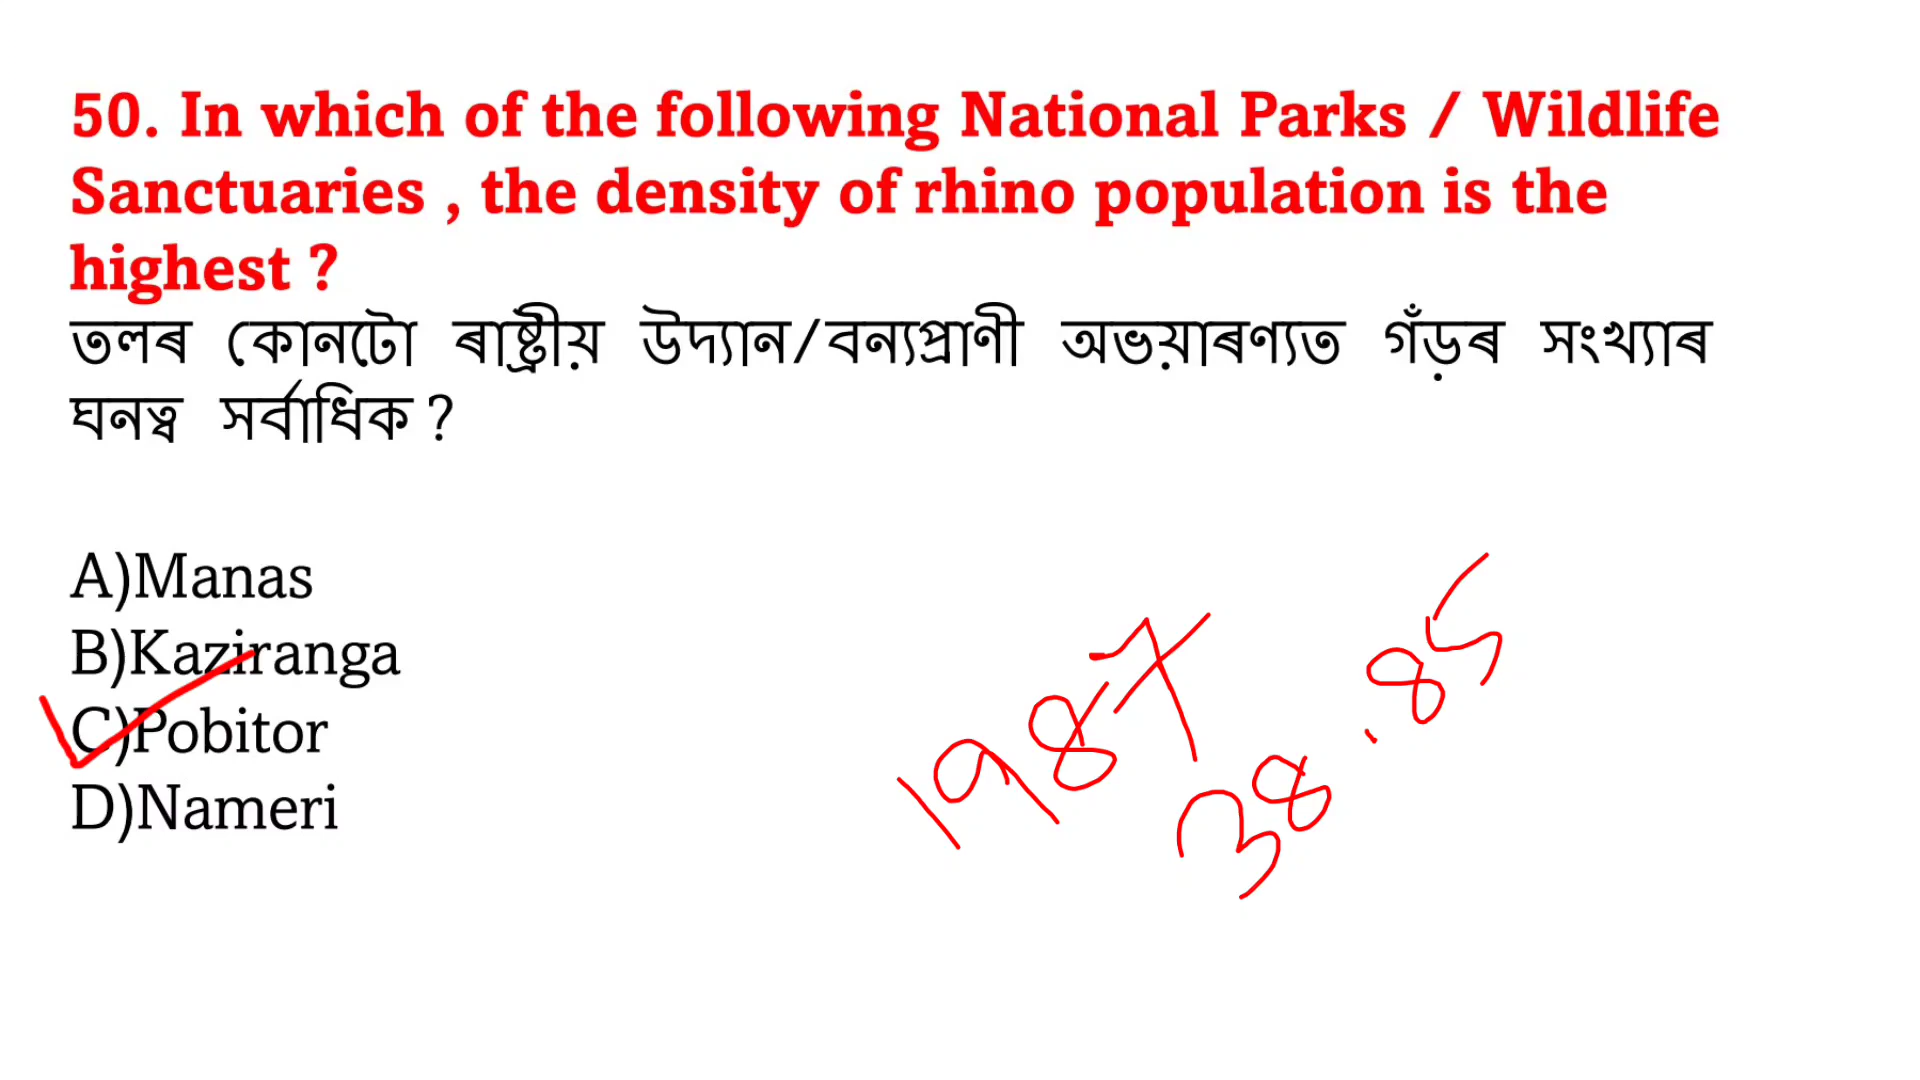 50. In which of the following National Parks / Wildlife
Sanctuaries , the density of rhino population is the
highest ?
তলৰ কোনটো ৰাষ্ট্ৰীয় উদ্যান/বন্যপ্ৰাণী অভয়াৰণ্যত গঁড়ৰ সংখ্যাৰ
ঘনত্ব সৰ্বাধিক ?
A)Manas
B)Kaziranga
C)Pobitor
D)Nameri
1987
38.85